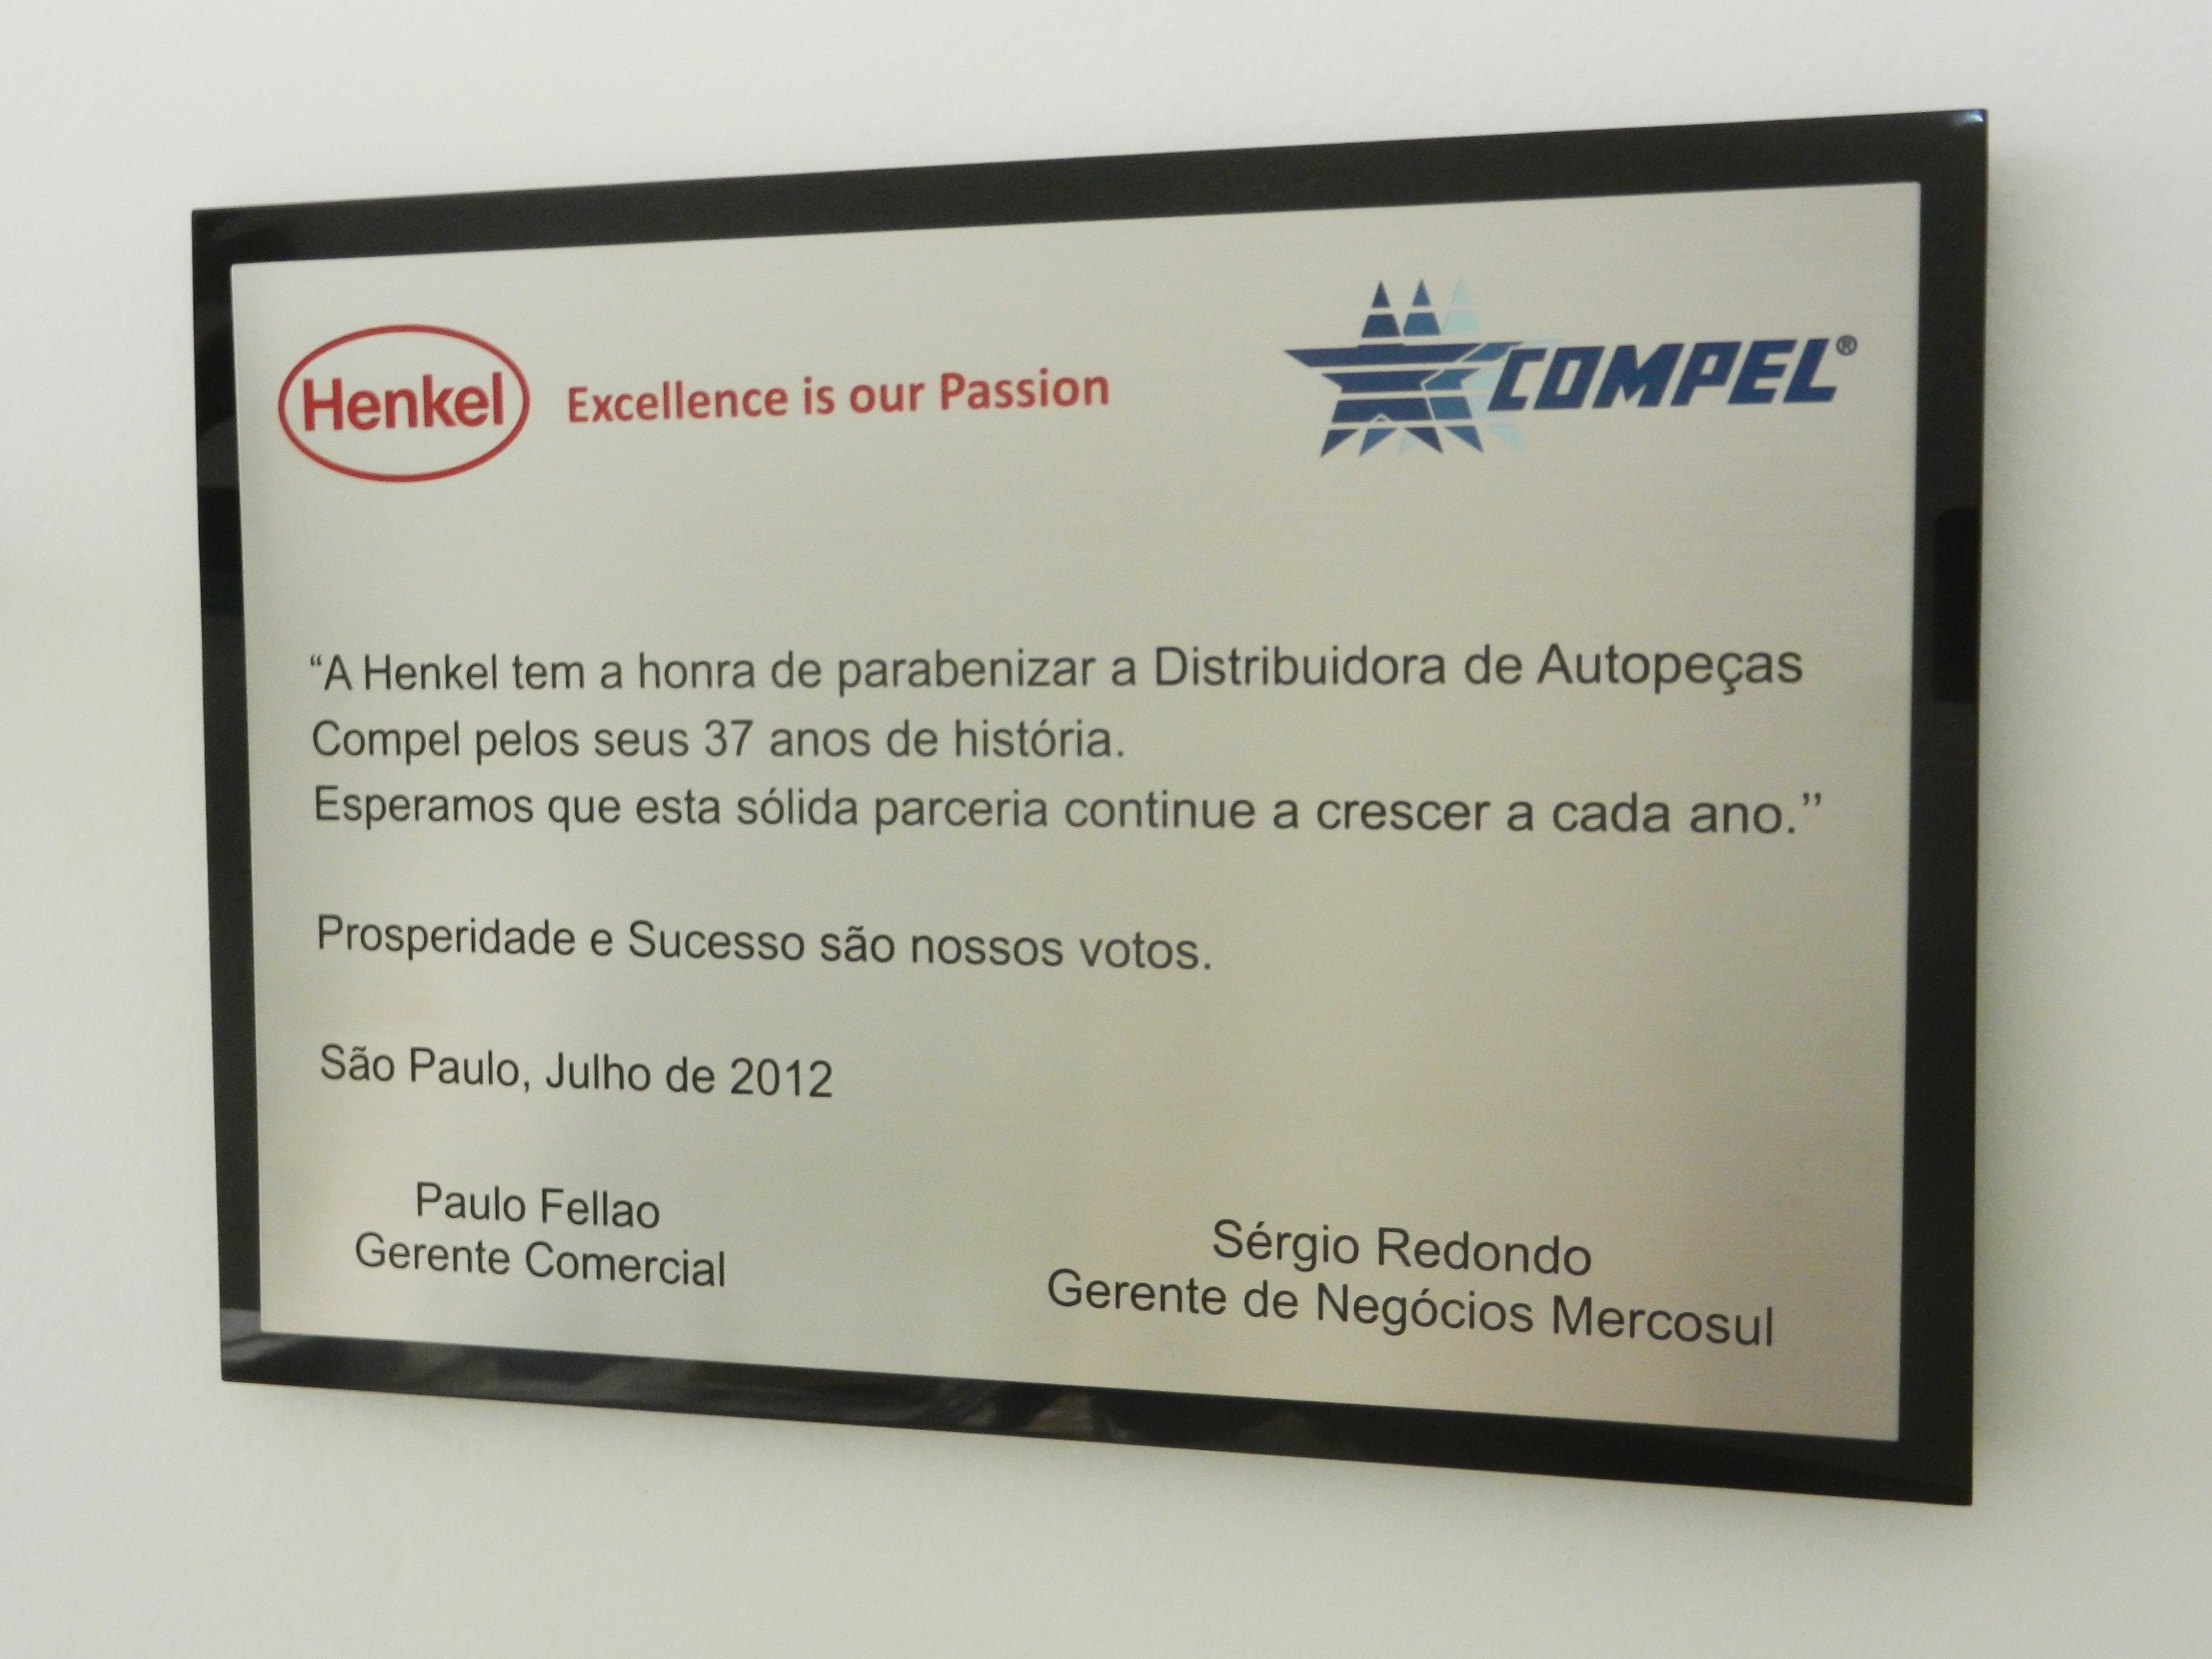 Henkel Excellence is our Passion
COMPEL®
“A Henkel tem a honra de parabenizar a Distribuidora de Autopeças
Compel pelos seus 37 anos de história.
Esperamos que esta sólida parceria continue a crescer a cada ano.”
Prosperidade e Sucesso são nossos votos.
São Paulo, Julho de 2012
Paulo Fellao
Gerente Comercial
Sérgio Redondo
Gerente de Negócios Mercosul